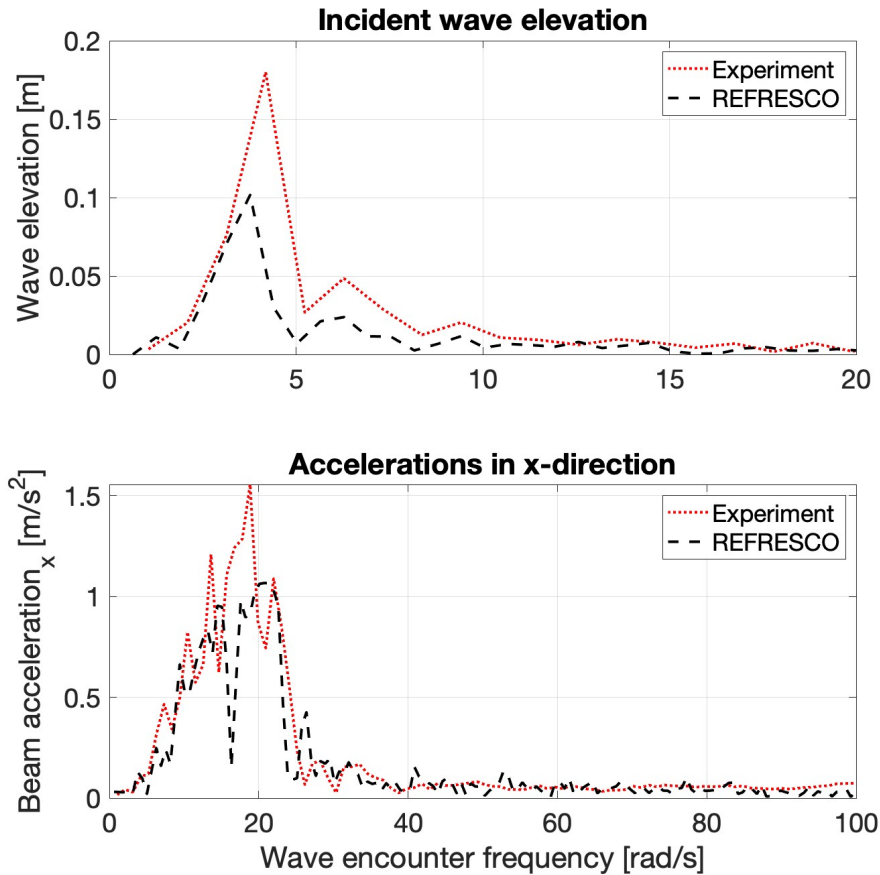 Incident wave elevation
Wave elevation [m]
0.2
0.15
0.1
0.05
0
Experiment
REFRESCO
0 5 10 15 20
Accelerations in x-direction
Beam acceleration_x [m/s^2]
1.5
1
0.5
0
Experiment
REFRESCO
0 20 40 60 80 100
Wave encounter frequency [rad/s]